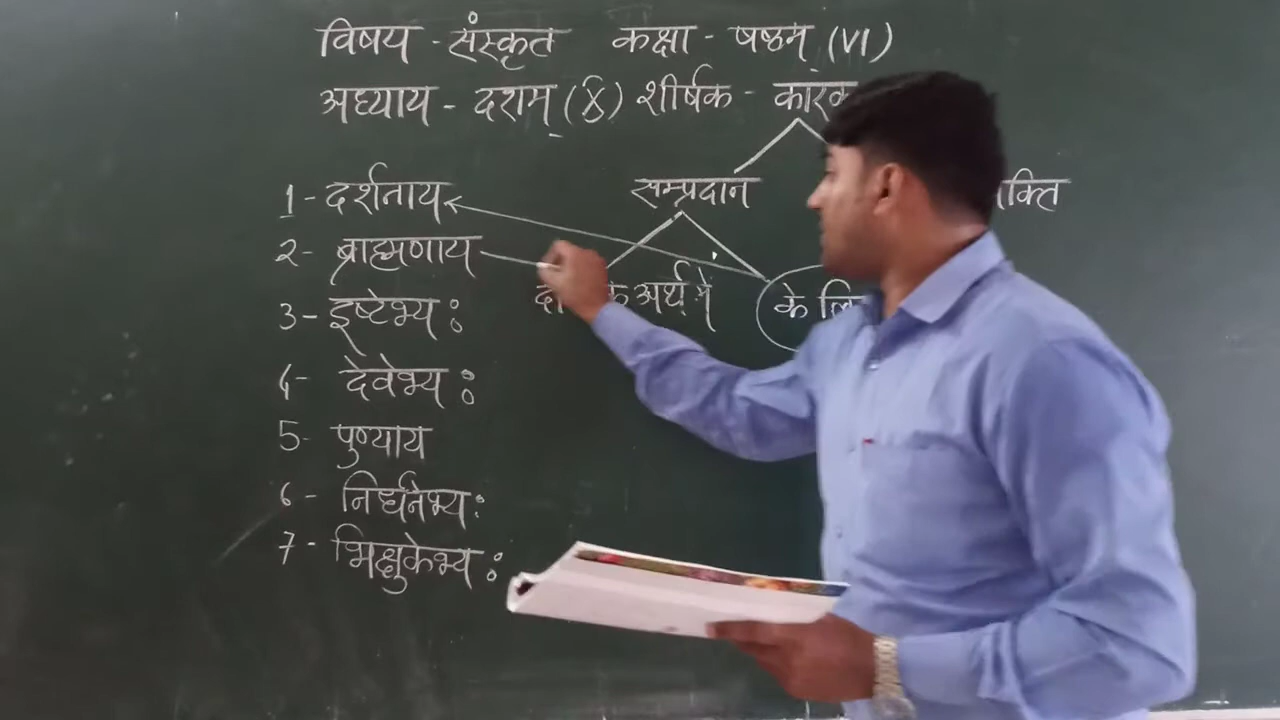 विषय - संस्कृत कक्षा - षष्ठम् (VI)
अध्याय - दशम् (X) शीर्षक -
सम्प्रदान
अर्थ में
के
1 - दर्शनाय
2 - ब्राह्मणाय
3 - इष्टेभ्यः
4 - देवेभ्यः
5 - पुण्याय
6 - निर्धनेभ्यः
7 - भिक्षुकेभ्यः